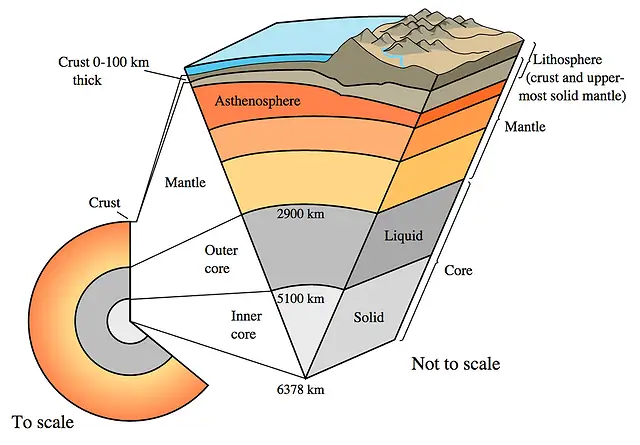 Crust 0-100 km
thick
Asthenosphere
Lithosphere
(crust and upper-
most solid mantle)
Mantle
Mantle
Crust
2900 km
Liquid
Outer
core
Core
5100 km
Inner
core
Solid
Not to scale
6378 km
To scale